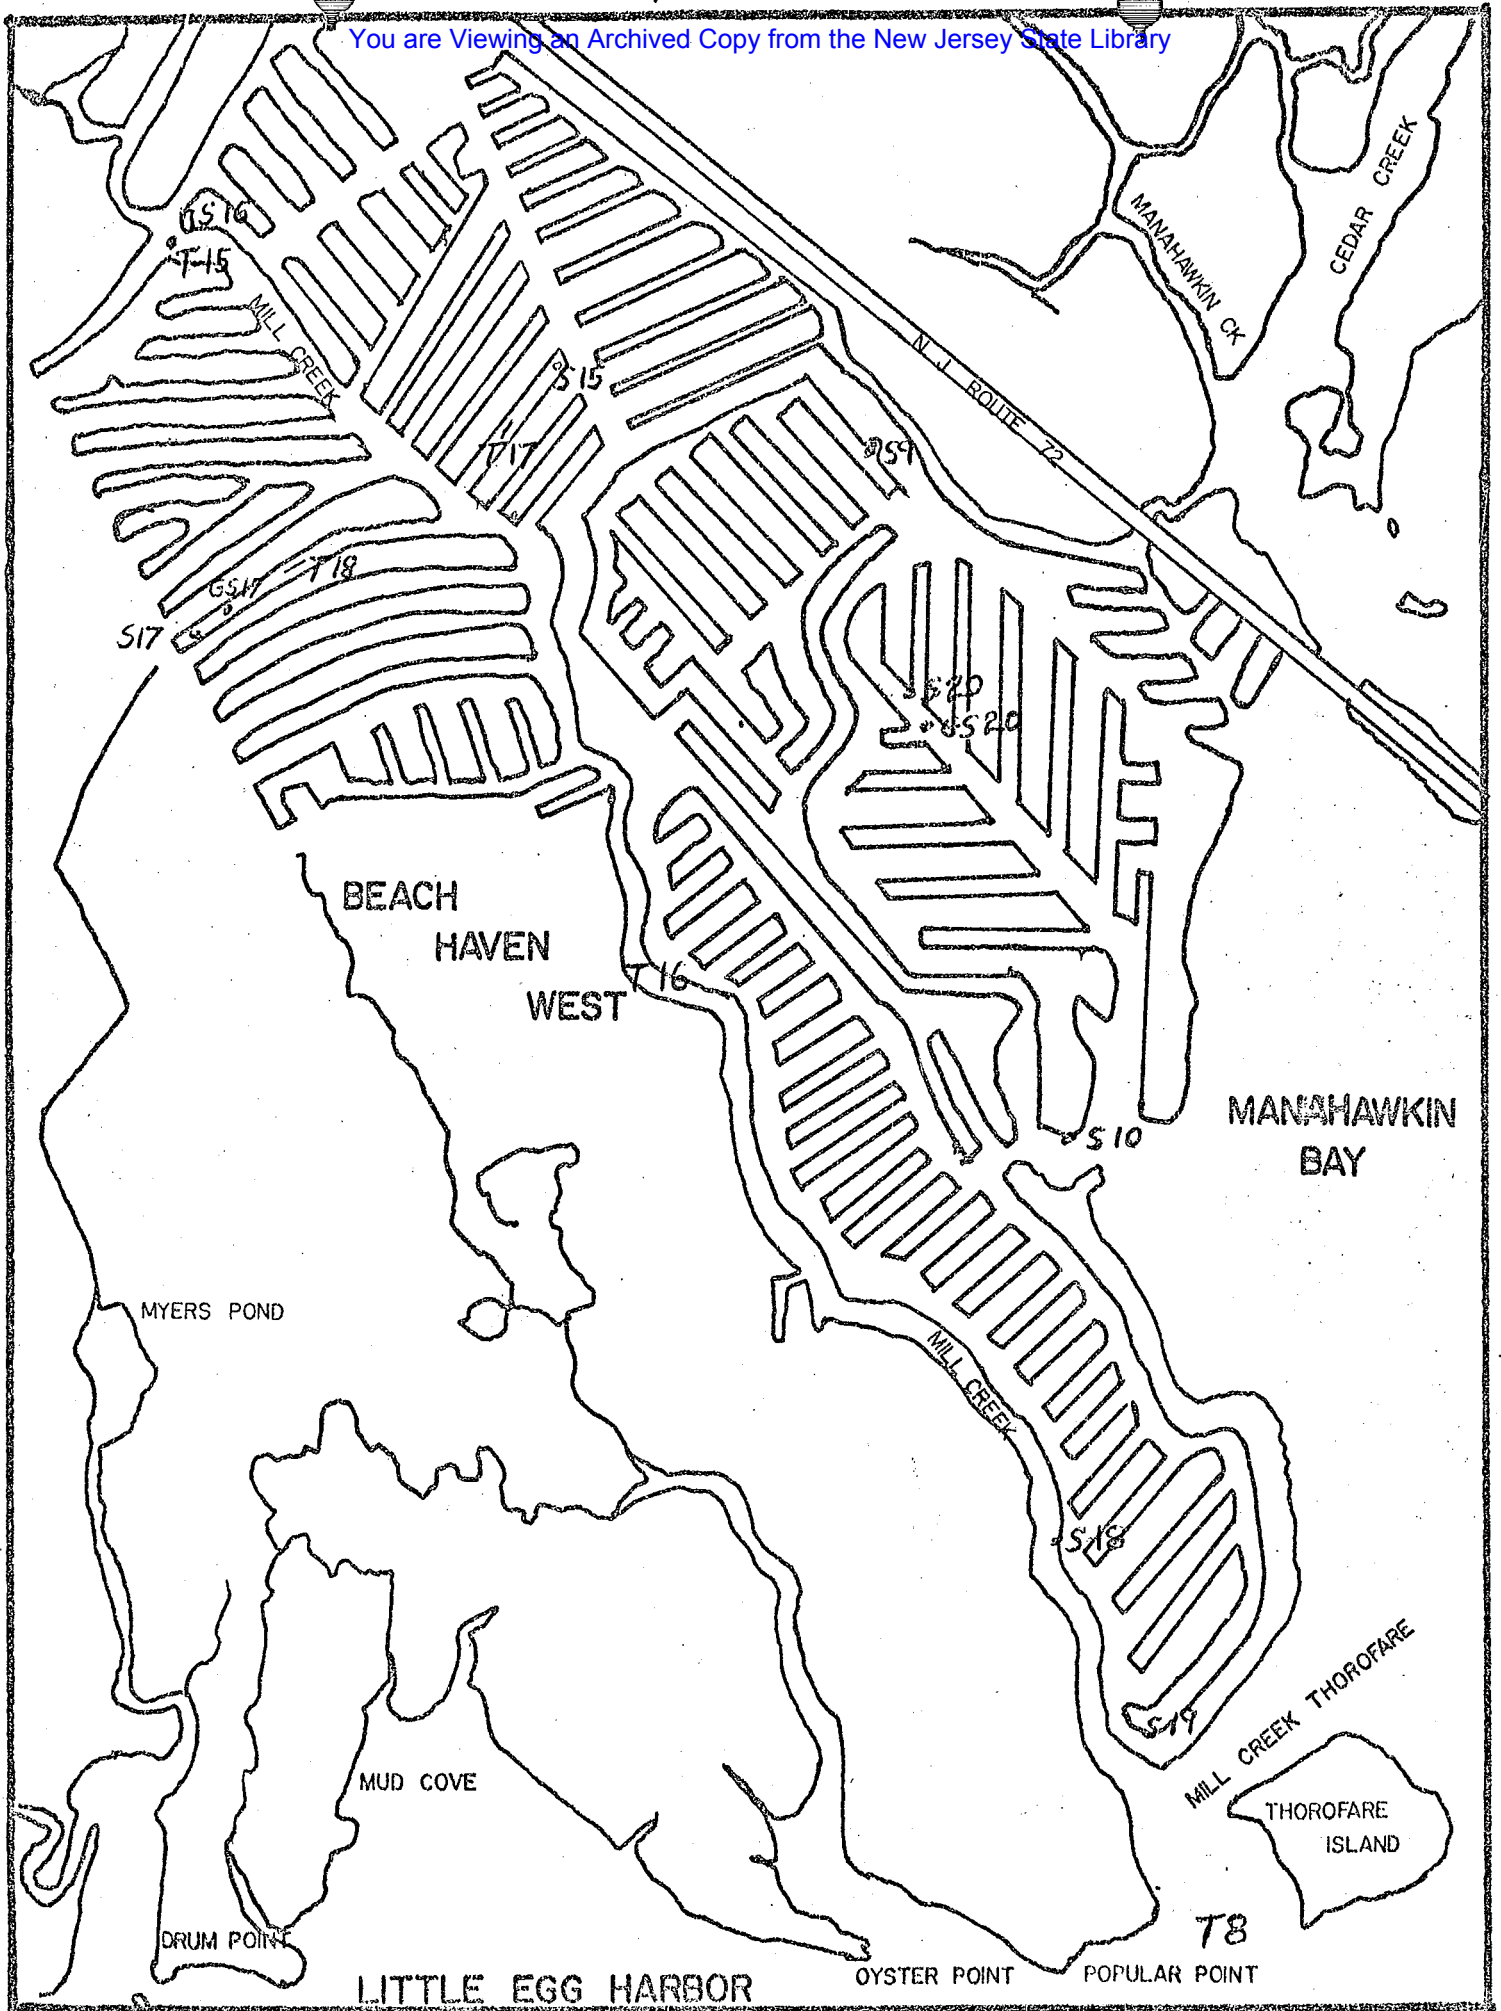 You are Viewing an Archived Copy from the New Jersey State Library
MANAHAWKIN CK
CEDAR CREEK
GS16
T-15
MILL CREEK
N J ROUTE 72
S15
T17
S9
T18
GS17
S17
S20
GS20
BEACH
HAVEN
WEST
T16
MANAHAWKIN
BAY
S10
MYERS POND
MILL CREEK
S18
S19
MILL CREEK THOROFARE
THOROFARE
ISLAND
MUD COVE
DRUM POINT
T8
LITTLE EGG HARBOR
OYSTER POINT
POPULAR POINT